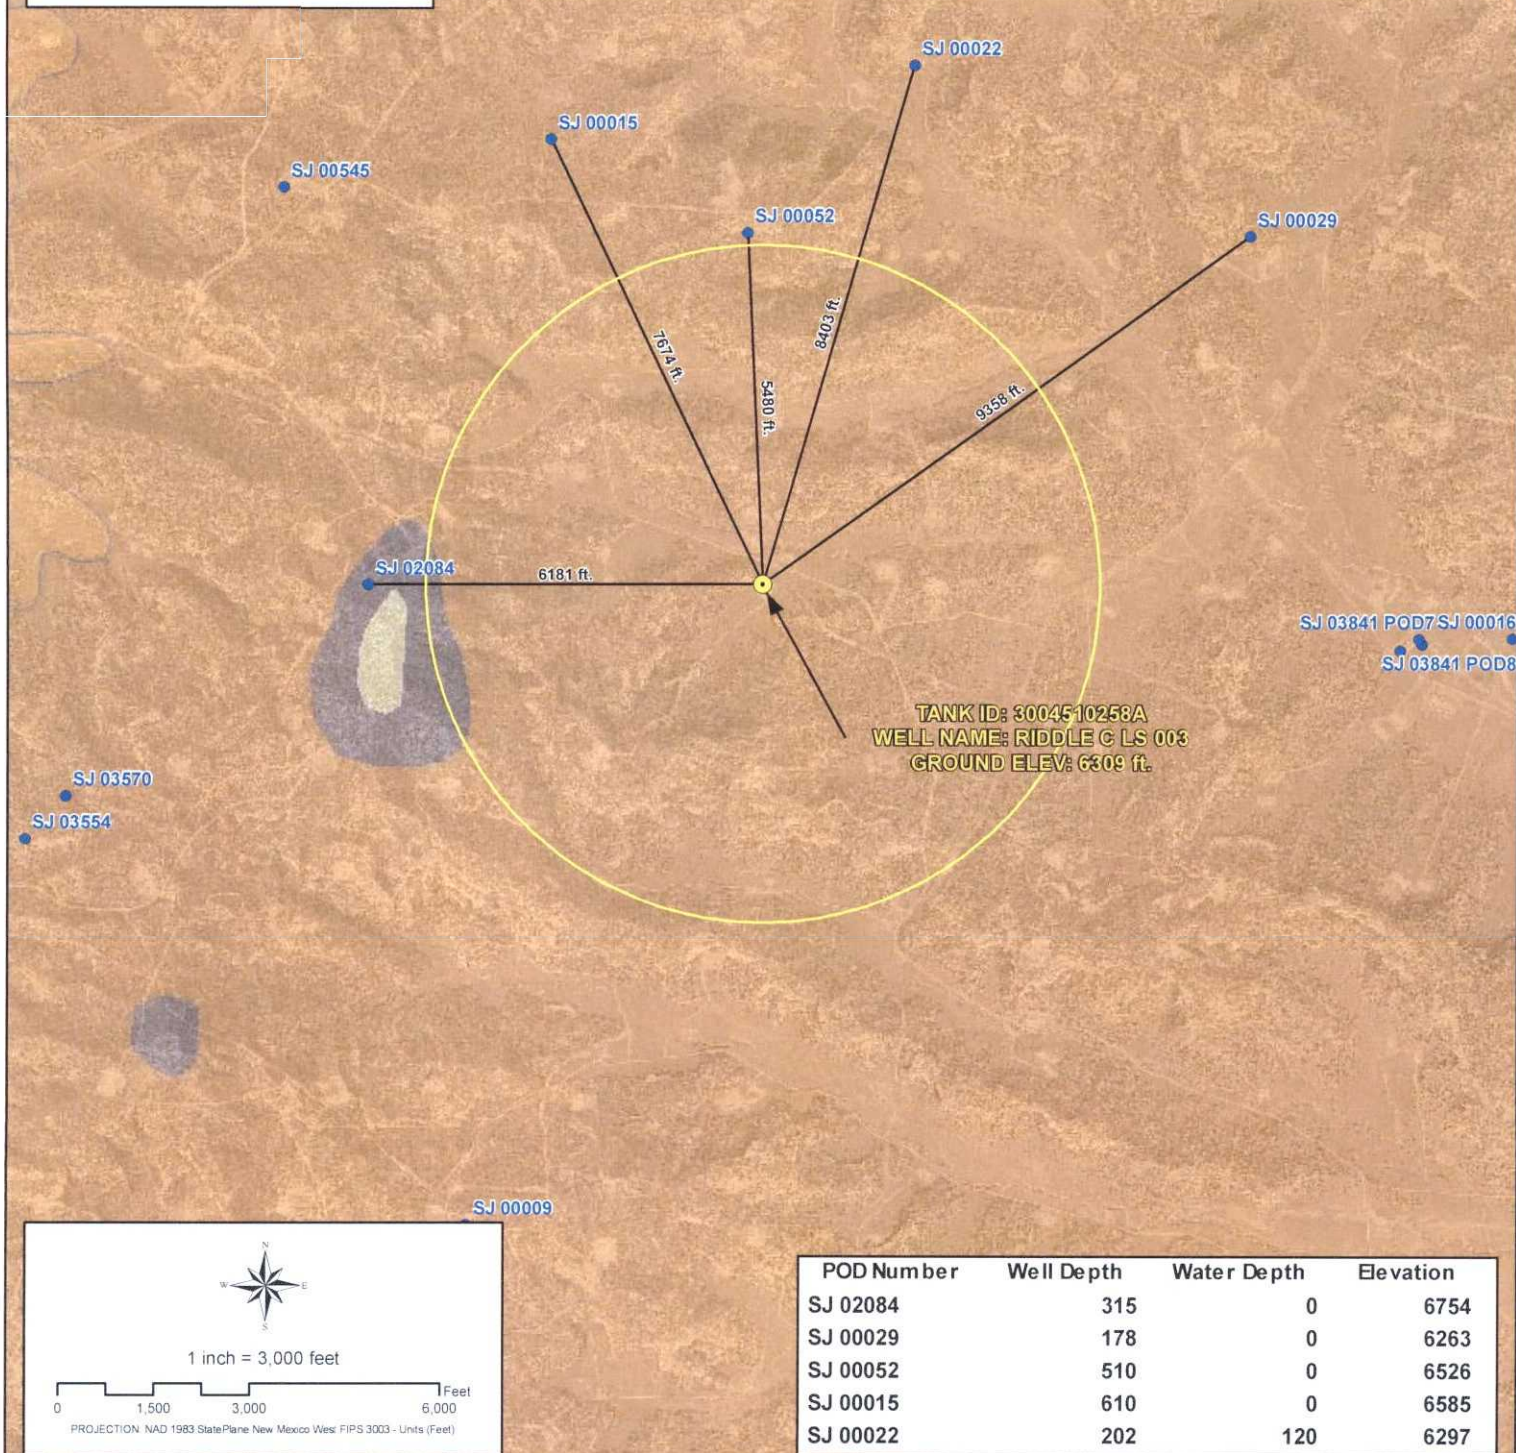 SJ 00022
SJ 00015
SJ 00545
SJ 00052
SJ 00029
8403 ft.
7674 ft.
5480 ft.
9358 ft.
SJ 02084
6181 ft.
SJ 03841 POD7 SJ 00016
SJ 03841 POD8
TANK ID: 3004510258A
WELL NAME: RIDDLE C LS 003
GROUND ELEV: 6309 ft.
SJ 03570
SJ 03554
SJ 00009
N
W E
S
1 inch = 3,000 feet
Feet
0 1,500 3,000 6,000
PROJECTION: NAD 1983 StatePlane New Mexico West FIPS 3003 - Units (Feet)
POD Number Well Depth Water Depth Elevation
SJ 02084 315 0 6754
SJ 00029 178 0 6263
SJ 00052 510 0 6526
SJ 00015 610 0 6585
SJ 00022 202 120 6297